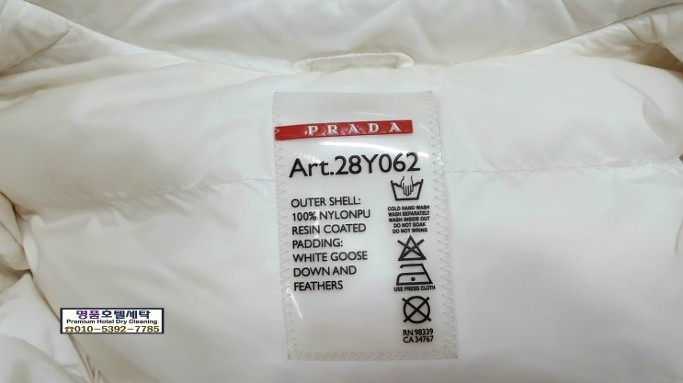 PRADA
Art.28Y062
OUTER SHELL:
100% NYLONPU
RESIN COATED
PADDING:
WHITE GOOSE
DOWN AND
FEATHERS
COLD HAND WASH
WASH SEPARATELY
WASH INSIDE OUT
DO NOT SOAK
DO NOT WRING
USE PRESS CLOTH
RN 98339
CA 34767
명품호텔세탁
Premium Hotel Dry Cleaning
☎010-5392-7785